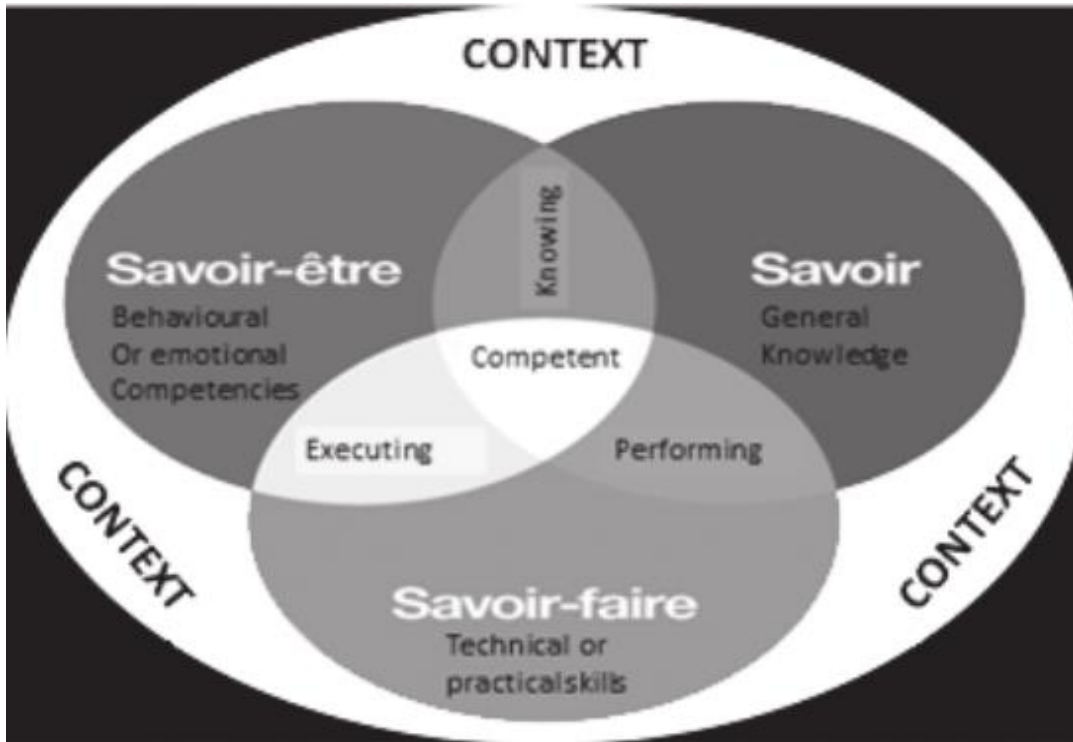 CONTEXT
Knowing
Savoir-être
Behavioural
Or emotional
Competencies
Savoir
General
Knowledge
Competent
Executing
Performing
CONTEXT
CONTEXT
Savoir-faire
Technical or
practicalskills